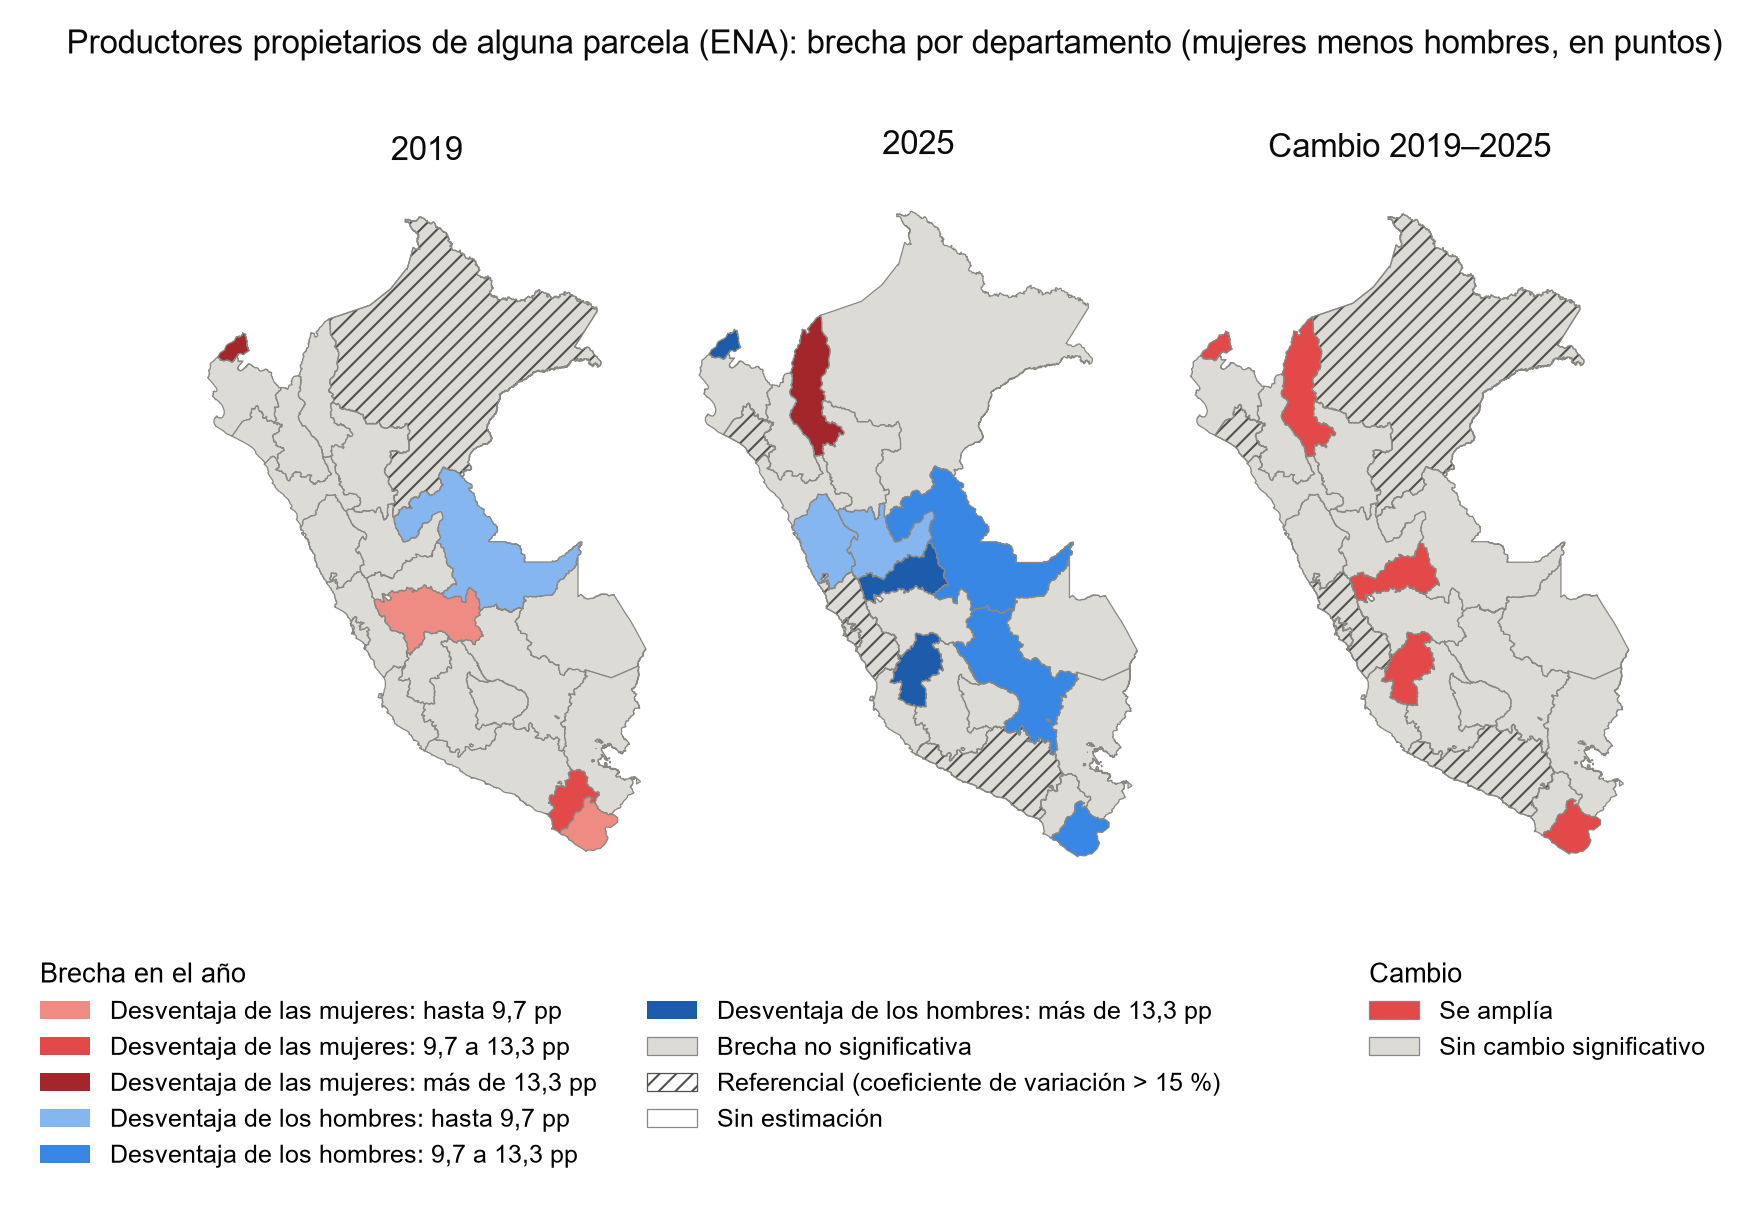 Productores propietarios de alguna parcela (ENA): brecha por departamento (mujeres menos hombres, en puntos)
2019
2025
Cambio 2019–2025
Brecha en el año
Desventaja de las mujeres: hasta 9,7 pp
Desventaja de las mujeres: 9,7 a 13,3 pp
Desventaja de las mujeres: más de 13,3 pp
Desventaja de los hombres: hasta 9,7 pp
Desventaja de los hombres: 9,7 a 13,3 pp
Desventaja de los hombres: más de 13,3 pp
Brecha no significativa
Referencial (coeficiente de variación > 15 %)
Sin estimación
Cambio
Se amplía
Sin cambio significativo